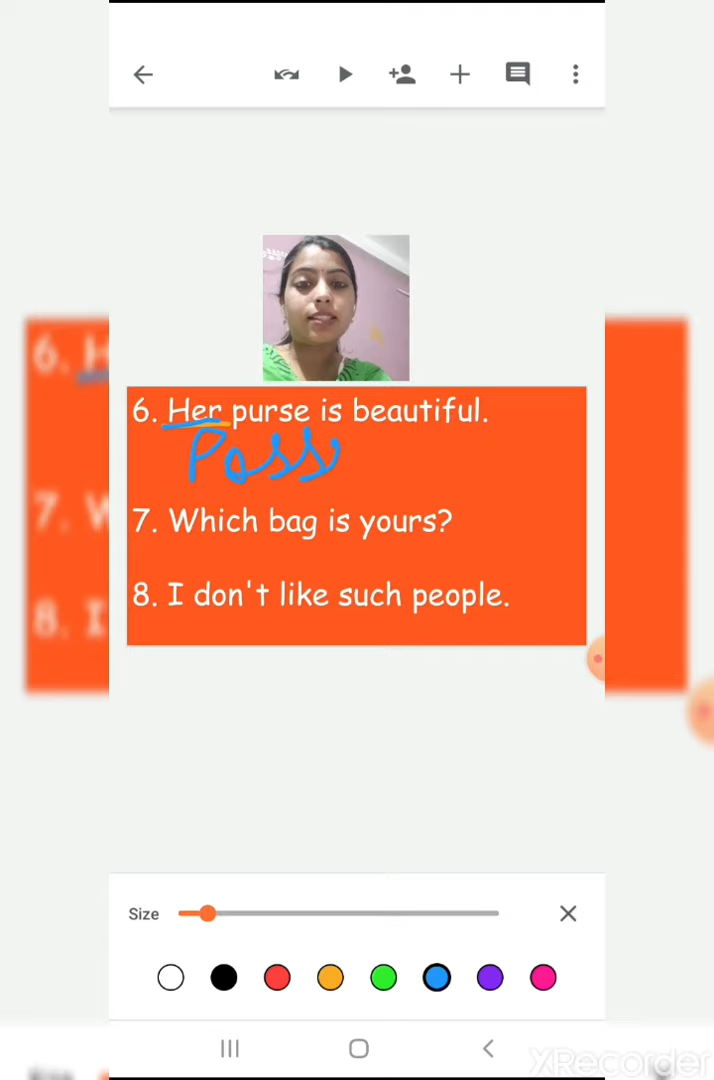 6. Her purse is beautiful.
Poss
7. Which bag is yours?
8. I don't like such people.
Size
XRecorder